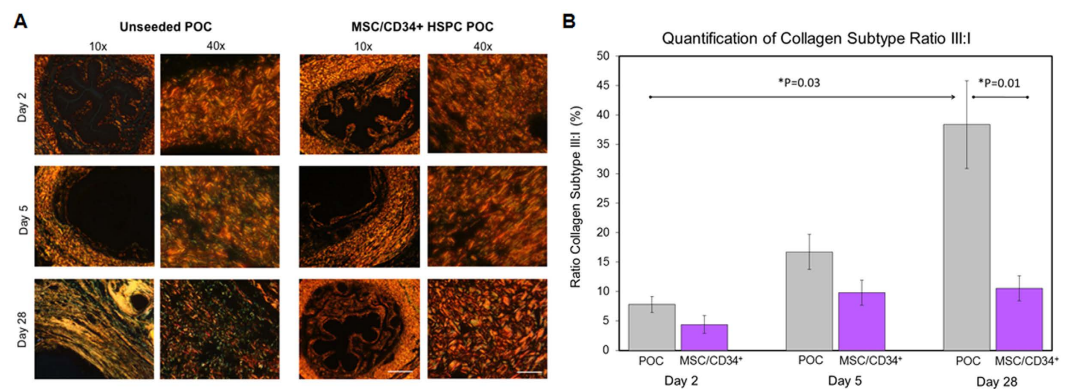 A
Unseeded POC
MSC/CD34+ HSPC POC
10x
40x
10x
40x
Day 2
Day 5
Day 28
B
Quantification of Collagen Subtype Ratio III:I
Ratio Collagen Subtype III:I (%)
50
45
40
35
30
25
20
15
10
5
0
*P=0.03
*P=0.01
POC MSC/CD34⁺ POC MSC/CD34⁺ POC MSC/CD34⁺
Day 2 Day 5 Day 28